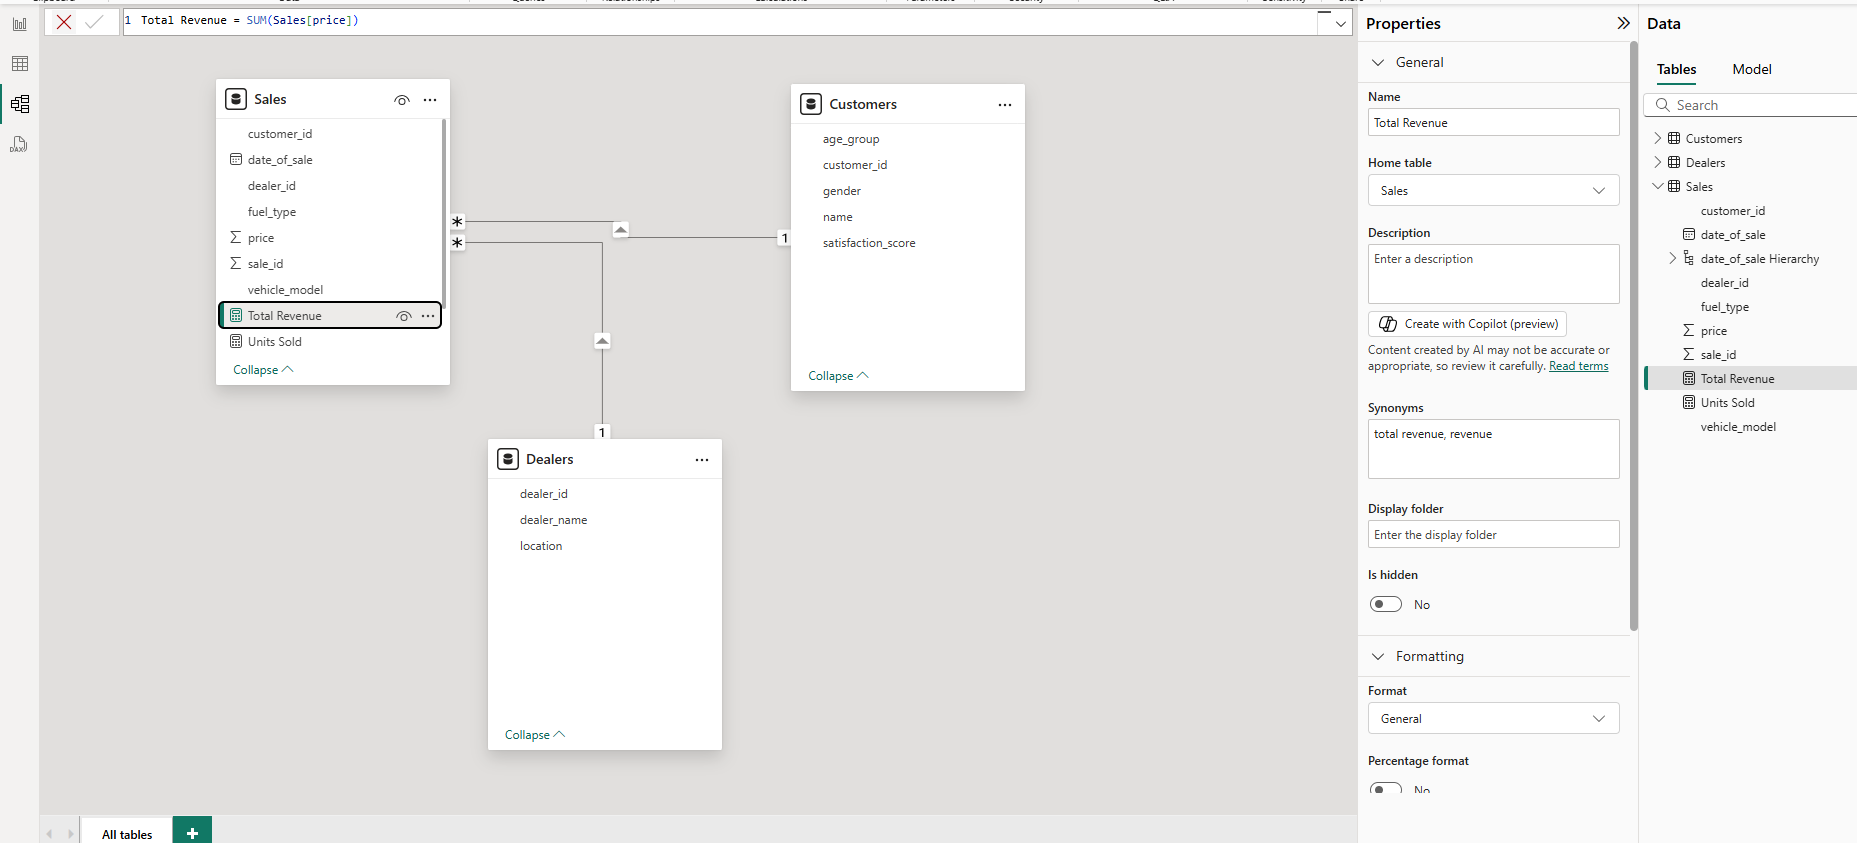 1 Total Revenue = SUM(Sales[price])
Sales
customer_id
date_of_sale
dealer_id
fuel_type
price
sale_id
vehicle_model
Total Revenue
Units Sold
Collapse
*
*
1
1
Customers
age_group
customer_id
gender
name
satisfaction_score
Collapse
Dealers
dealer_id
dealer_name
location
Collapse
All tables
+
Properties
General
Name
Total Revenue
Home table
Sales
Description
Enter a description
Create with Copilot (preview)
Content created by AI may not be accurate or
appropriate, so review it carefully. Read terms
Synonyms
total revenue, revenue
Display folder
Enter the display folder
Is hidden
No
Formatting
Format
General
Percentage format
No
Data
Tables Model
Search
Customers
Dealers
Sales
customer_id
date_of_sale
date_of_sale Hierarchy
dealer_id
fuel_type
price
sale_id
Total Revenue
Units Sold
vehicle_model